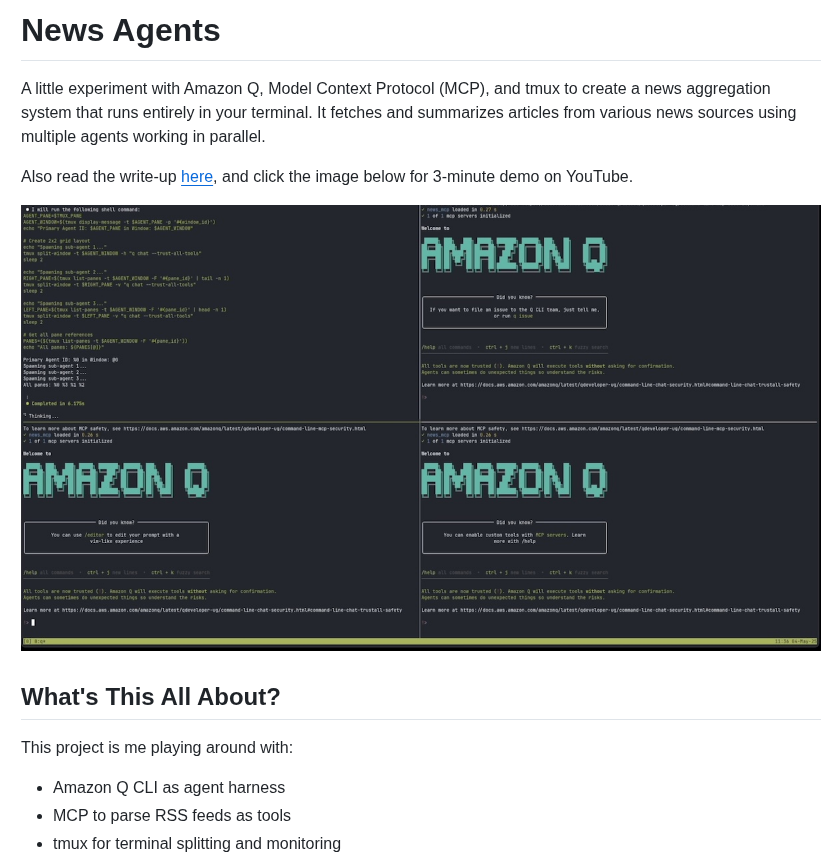 News Agents
A little experiment with Amazon Q, Model Context Protocol (MCP), and tmux to create a news aggregation
system that runs entirely in your terminal. It fetches and summarizes articles from various news sources using
multiple agents working in parallel.
Also read the write-up here, and click the image below for 3-minute demo on YouTube.
I will run the following shell command:
AGENT_PANE=$TMUX_PANE
AGENT_WINDOW=$(tmux display-message -t $AGENT_PANE -p '#{window_id}')
echo "Primary Agent ID: $AGENT_PANE in Window: $AGENT_WINDOW"
# Create 2x2 grid layout
echo "Spawning sub-agent 1..."
tmux split-window -t $AGENT_WINDOW -h "q chat --trust-all-tools"
sleep 2
echo "Spawning sub-agent 2..."
RIGHT_PANE=$(tmux list-panes -t $AGENT_WINDOW -F '#{pane_id}' | tail -n 1)
tmux split-window -t $RIGHT_PANE -v "q chat --trust-all-tools"
sleep 2
echo "Spawning sub-agent 3..."
LEFT_PANE=$(tmux list-panes -t $AGENT_WINDOW -F '#{pane_id}' | head -n 1)
tmux split-window -t $LEFT_PANE -v "q chat --trust-all-tools"
sleep 2
# Get all pane references
PANES=($(tmux list-panes -t $AGENT_WINDOW -F '#{pane_id}'))
echo "All panes: ${PANES[@]}"
Primary Agent ID: %0 in Window: @0
Spawning sub-agent 1...
Spawning sub-agent 2...
Spawning sub-agent 3...
All panes: %0 %3 %1 %2
Completed in 6.175s
Thinking...
✓ news_mcp loaded in 0.27 s
✓ 1 of 1 mcp servers initialized
Welcome to
AMAZON Q
Did you know?
If you want to file an issue to the Q CLI team, just tell me,
or run q issue
/help all commands · ctrl + j new lines · ctrl + k fuzzy search
All tools are now trusted (!). Amazon Q will execute tools without asking for confirmation.
Agents can sometimes do unexpected things so understand the risks.
Learn more at https://docs.aws.amazon.com/amazonq/latest/qdeveloper-ug/command-line-chat-security.html#command-line-chat-trustall-safety
To learn more about MCP safety, see https://docs.aws.amazon.com/amazonq/latest/qdeveloper-ug/command-line-mcp-security.html
✓ news_mcp loaded in 0.26 s
✓ 1 of 1 mcp servers initialized
Welcome to
AMAZON Q
Did you know?
You can use /editor to edit your prompt with a
vim-like experience
/help all commands · ctrl + j new lines · ctrl + k fuzzy search
All tools are now trusted (!). Amazon Q will execute tools without asking for confirmation.
Agents can sometimes do unexpected things so understand the risks.
Learn more at https://docs.aws.amazon.com/amazonq/latest/qdeveloper-ug/command-line-chat-security.html#command-line-chat-trustall-safety
To learn more about MCP safety, see https://docs.aws.amazon.com/amazonq/latest/qdeveloper-ug/command-line-mcp-security.html
✓ news_mcp loaded in 0.26 s
✓ 1 of 1 mcp servers initialized
Welcome to
AMAZON Q
Did you know?
You can enable custom tools with MCP servers. Learn
more with /help
/help all commands · ctrl + j new lines · ctrl + k fuzzy search
All tools are now trusted (!). Amazon Q will execute tools without asking for confirmation.
Agents can sometimes do unexpected things so understand the risks.
Learn more at https://docs.aws.amazon.com/amazonq/latest/qdeveloper-ug/command-line-chat-security.html#command-line-chat-trustall-safety
What's This All About?
This project is me playing around with:
• Amazon Q CLI as agent harness
• MCP to parse RSS feeds as tools
• tmux for terminal splitting and monitoring